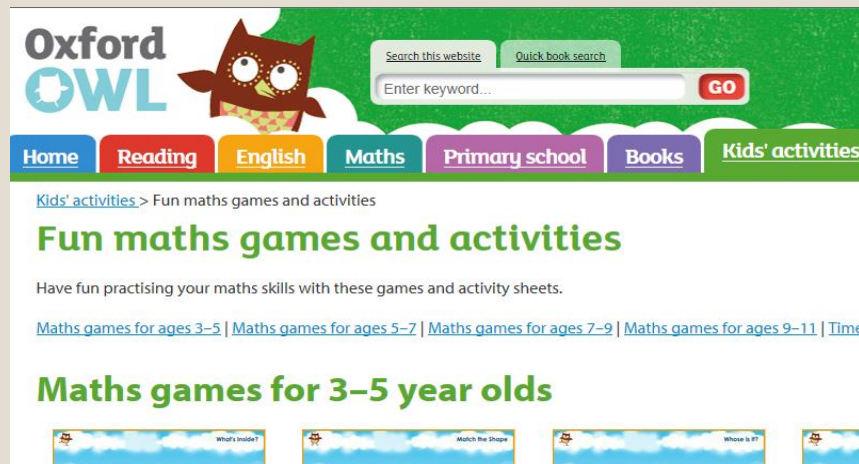 Oxford
OWL
Search this website Quick book search
Enter keyword... GO
Home Reading English Maths Primary school Books Kids' activities
Kids' activities > Fun maths games and activities
Fun maths games and activities
Have fun practising your maths skills with these games and activity sheets.
Maths games for ages 3–5 | Maths games for ages 5–7 | Maths games for ages 7–9 | Maths games for ages 9–11 | Time
Maths games for 3–5 year olds
What's Inside? Match the Shape Whose is it?